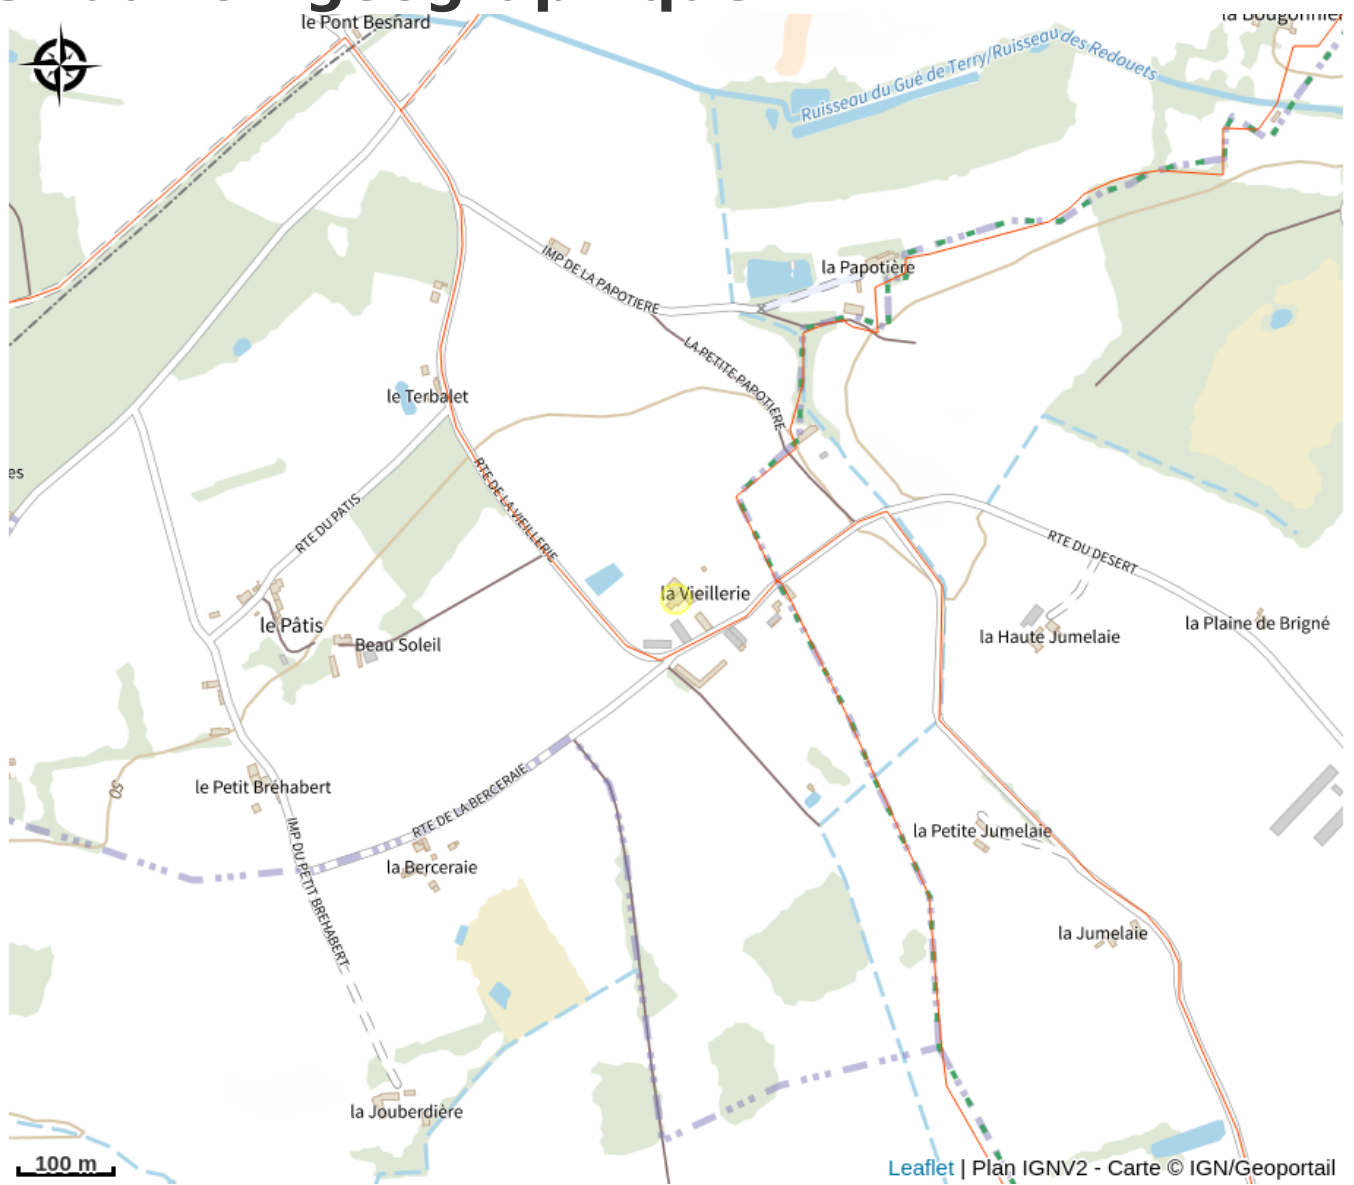 le Pont Besnard
Ruisseau du Gué de Terry/Ruisseau des Redouets
la Papotière
IMP DE LA PAPOTIERE
LA PETITE PAPOTIERE
le Terbalet
es
RTE DE LA VIEILLERIE
RTE DU PATIS
RTE DU DESERT
la Vieillerie
le Pâtis
Beau Soleil
la Haute Jumelaie
la Plaine de Brigné
le Petit Bréhabert
50
RTE DE LA BERCERAIE
IMP DU PETIT BREHABERT
la Berceraie
la Petite Jumelaie
la Jumelaie
la Jouberdière
100 m
Leaflet | Plan IGNV2 - Carte © IGN/Geoportail